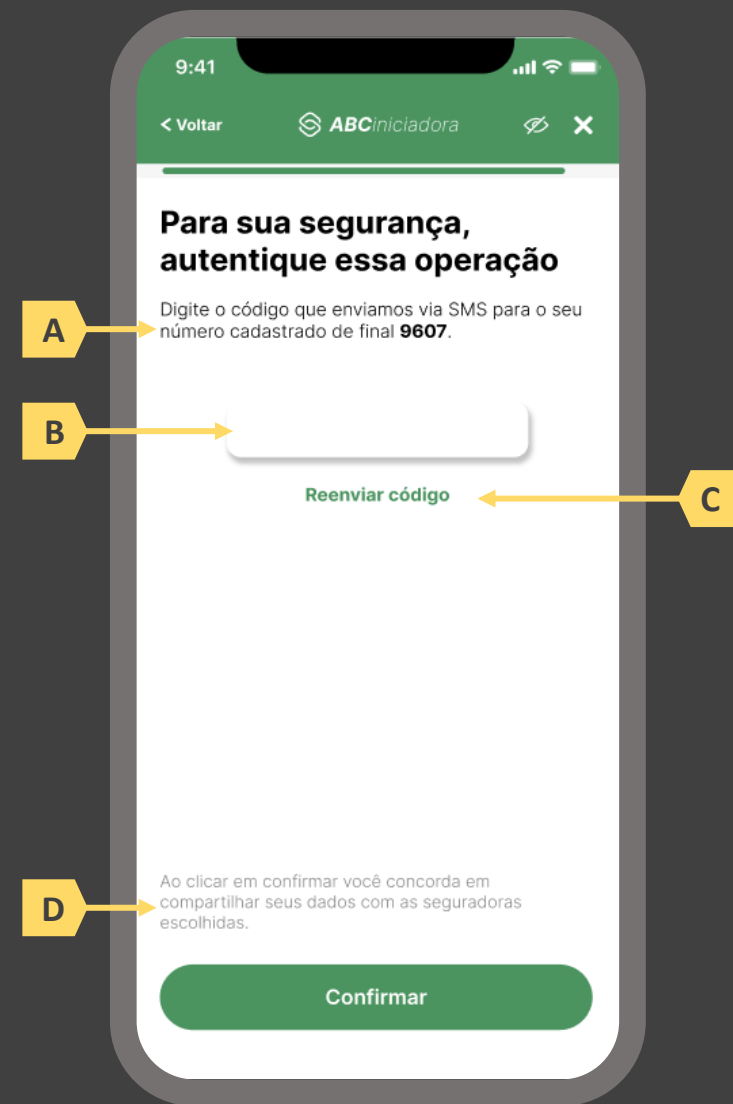 9:41
< Voltar ABCiniciadora
Para sua segurança,
autentique essa operação
A
Digite o código que enviamos via SMS para o seu
número cadastrado de final 9607.
B
Reenviar código
C
D
Ao clicar em confirmar você concorda em
compartilhar seus dados com as seguradoras
escolhidas.
Confirmar